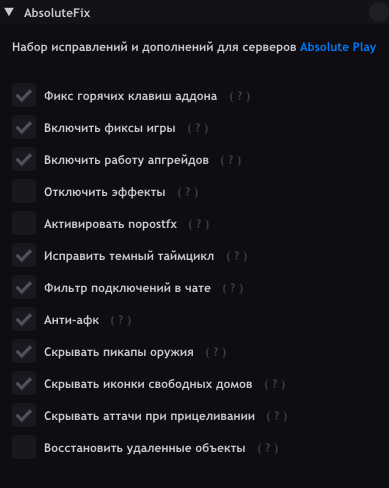 AbsoluteFix
Набор исправлений и дополнений для серверов Absolute Play
Фикс горячих клавиш аддона ( ? )
Включить фиксы игры ( ? )
Включить работу апгрейдов ( ? )
Отключить эффекты ( ? )
Активировать nopostfx ( ? )
Исправить темный таймцикл ( ? )
Фильтр подключений в чате ( ? )
Анти-афк ( ? )
Скрывать пикапы оружия ( ? )
Скрывать иконки свободных домов ( ? )
Скрывать аттачи при прицеливании ( ? )
Восстановить удаленные объекты ( ? )